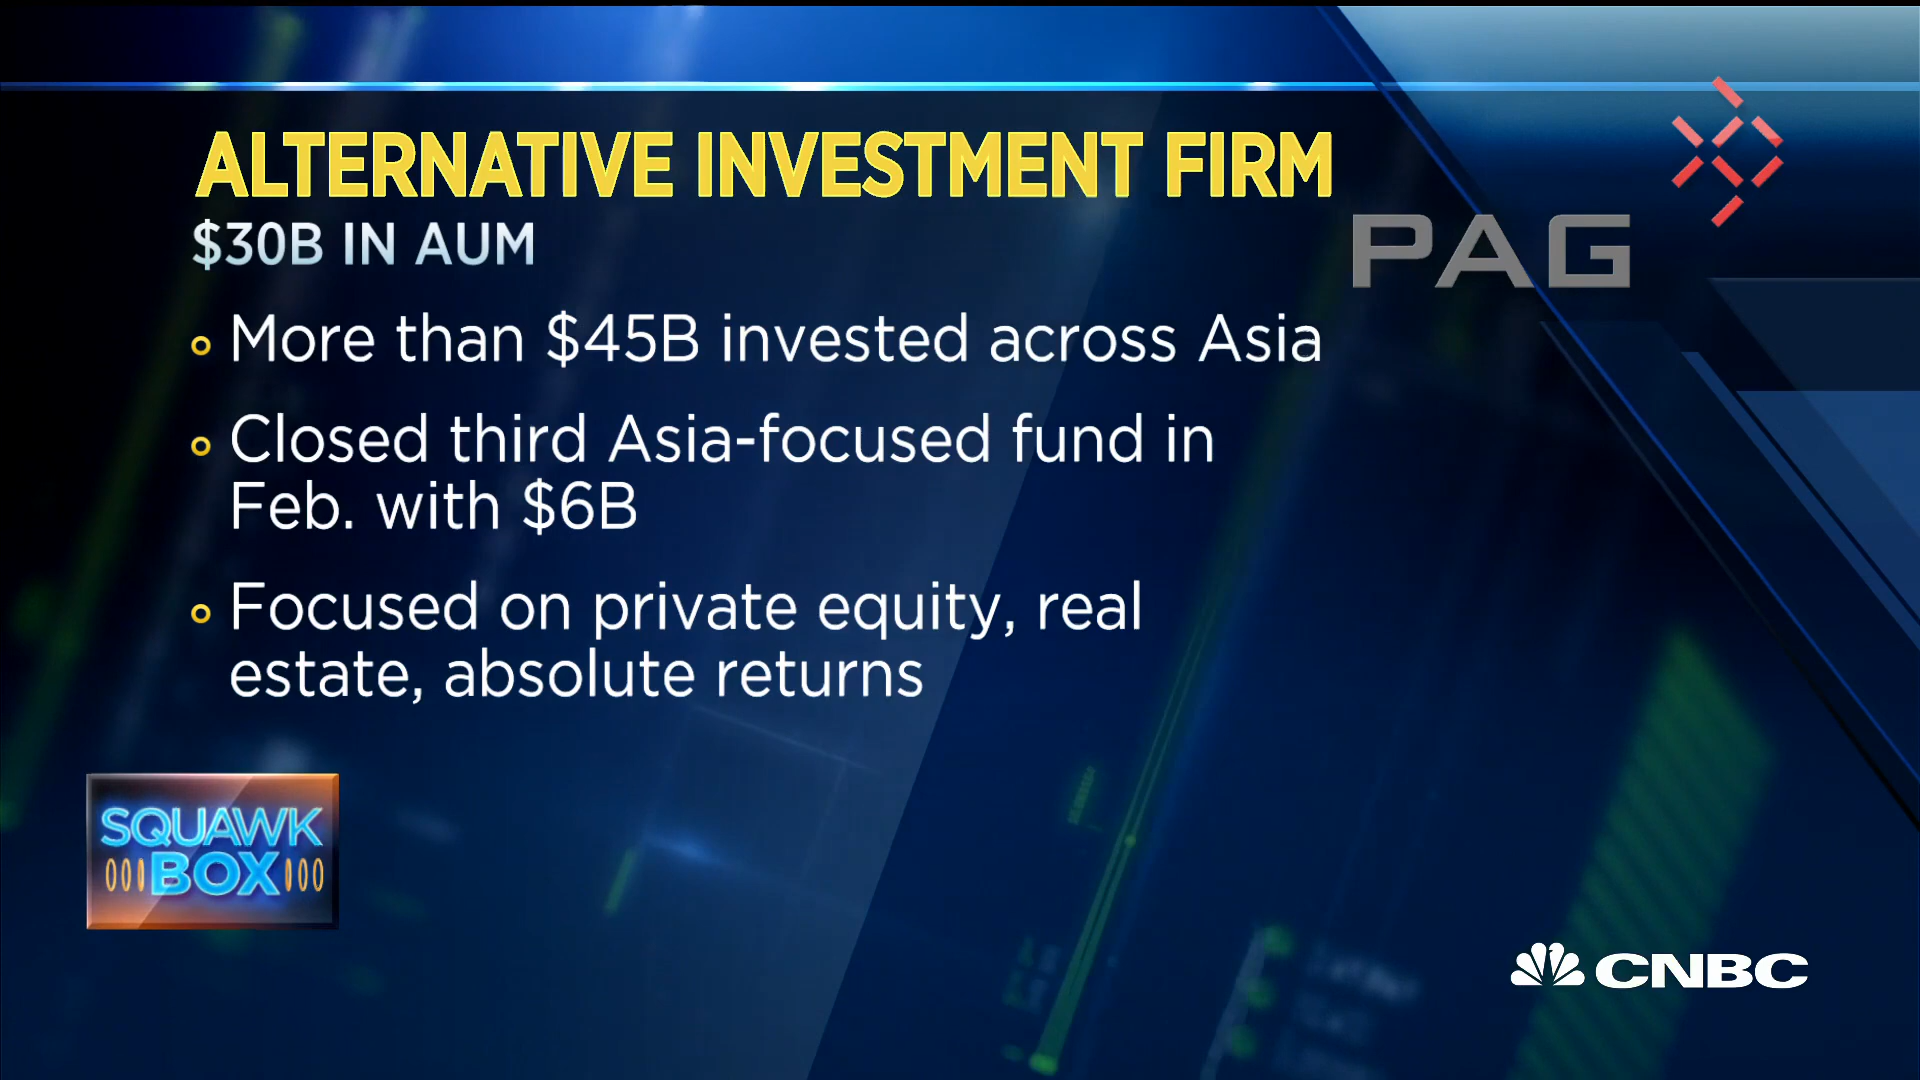 ALTERNATIVE INVESTMENT FIRM
$30B IN AUM
PAG
More than $45B invested across Asia
Closed third Asia-focused fund in
Feb. with $6B
Focused on private equity, real
estate, absolute returns
SQUAWK
BOX
CNBC